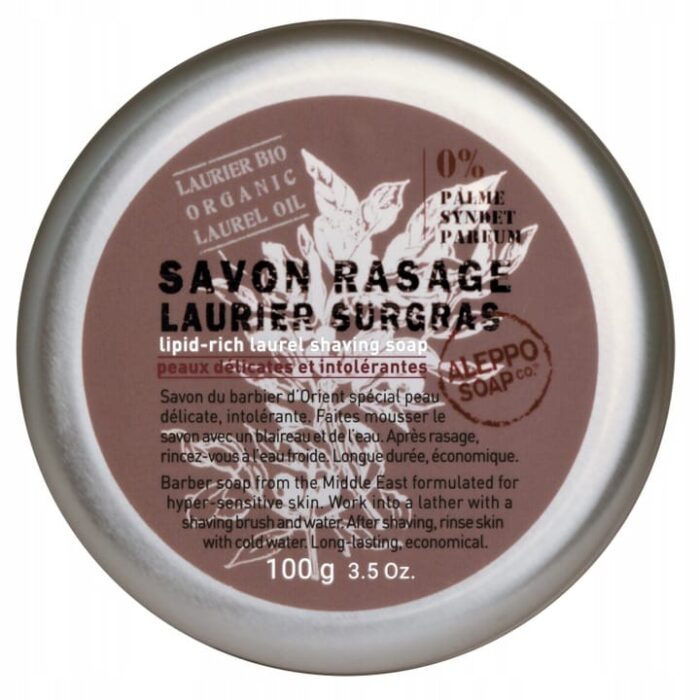 LAURIER BIO
ORGANIC
LAUREL OIL
0%
PALME
SYNDET
PARFUM
SAVON RASAGE
LAURIER SURGRAS
lipid-rich laurel shaving soap
peaux délicates et intolérantes
ALEPPO
SOAP CO.
Savon du barbier d'Orient spécial peau
délicate, intolérante. Faites mousser le
savon avec un blaireau et de l'eau. Après rasage,
rincez-vous à l'eau froide. Longue durée, économique.
Barber soap from the Middle East formulated for
hyper-sensitive skin. Work into a lather with a
shaving brush and water. After shaving, rinse skin
with cold water. Long-lasting, economical.
100 g 3.5 Oz.